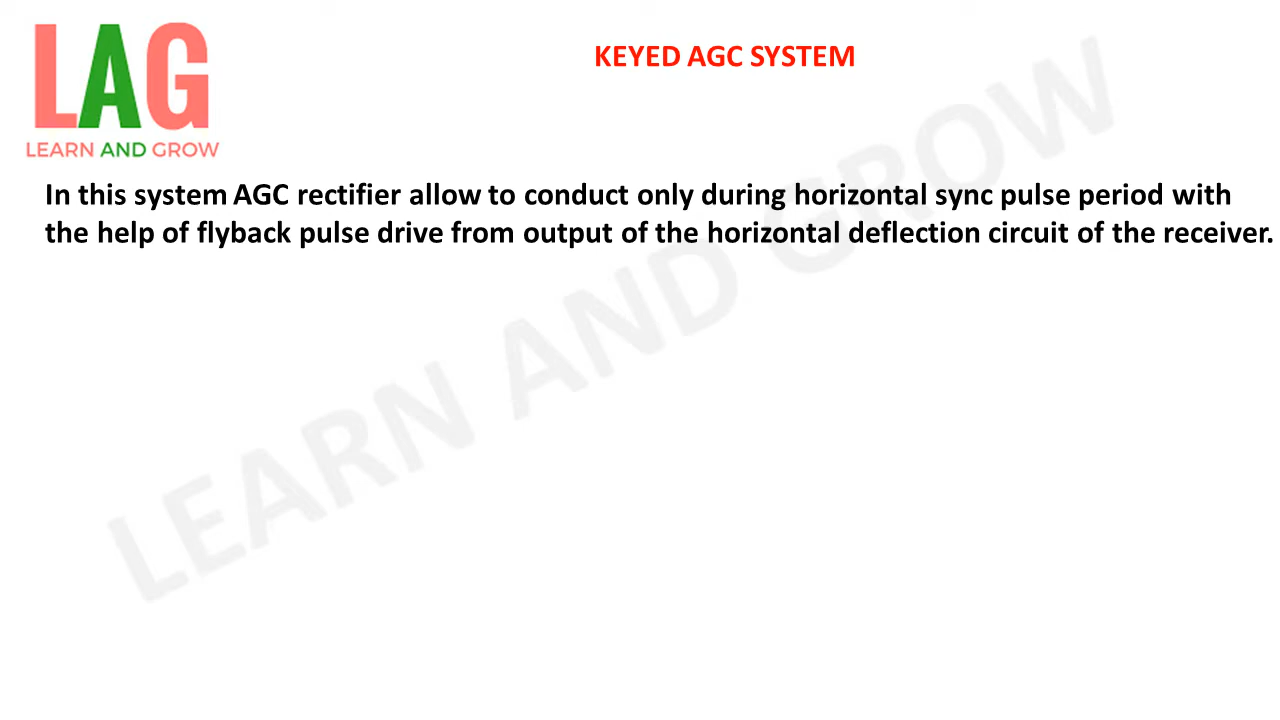 LAG
LEARN AND GROW
KEYED AGC SYSTEM
In this system AGC rectifier allow to conduct only during horizontal sync pulse period with
the help of flyback pulse drive from output of the horizontal deflection circuit of the receiver.
LEARN AND GROW